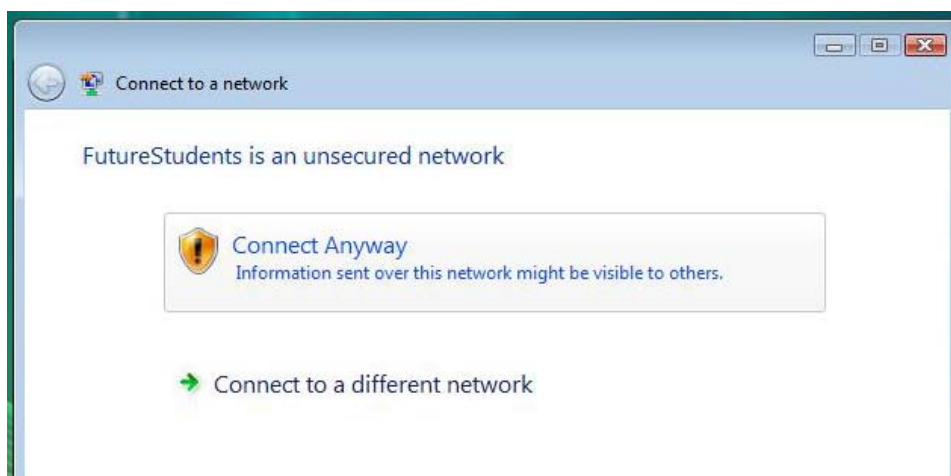 Connect to a network
FutureStudents is an unsecured network
Connect Anyway
Information sent over this network might be visible to others.
Connect to a different network